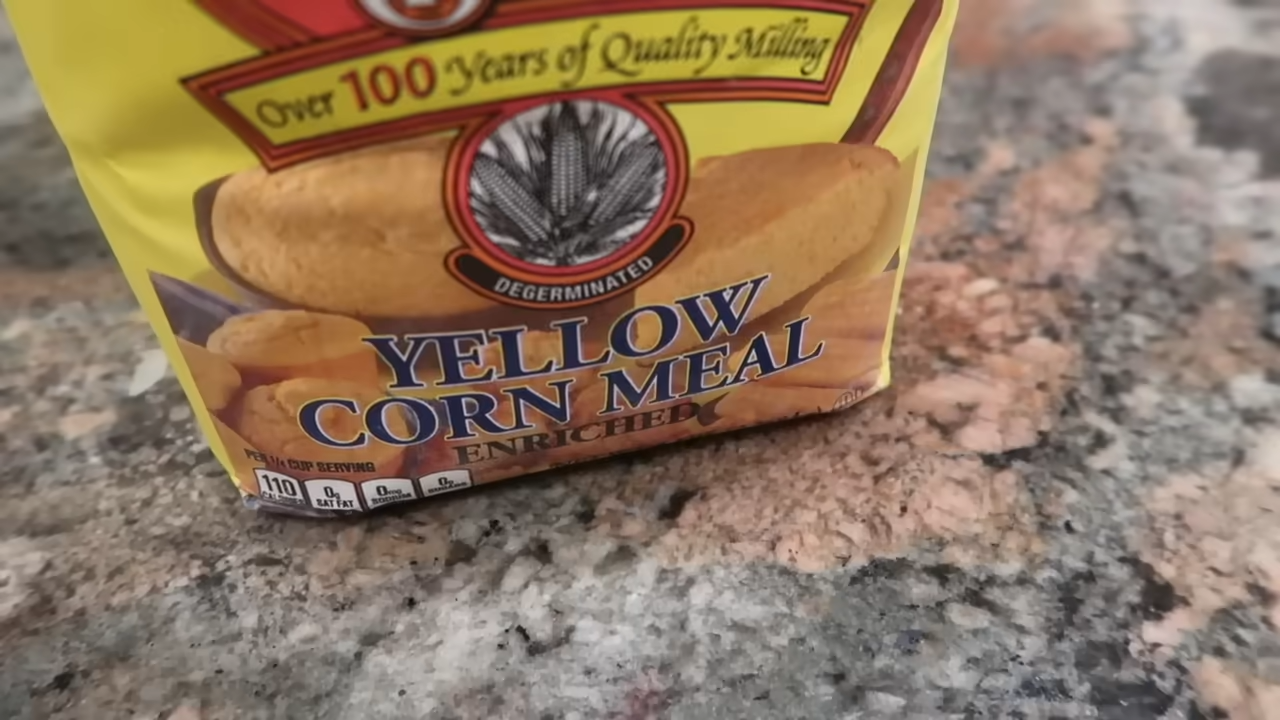 Over 100 Years of Quality Milling
DEGERMINATED
YELLOW
CORN MEAL
ENRICHED
PER 1/4 CUP SERVING
110 CALORIES
0g SAT FAT
0mg SODIUM
0g SUGARS